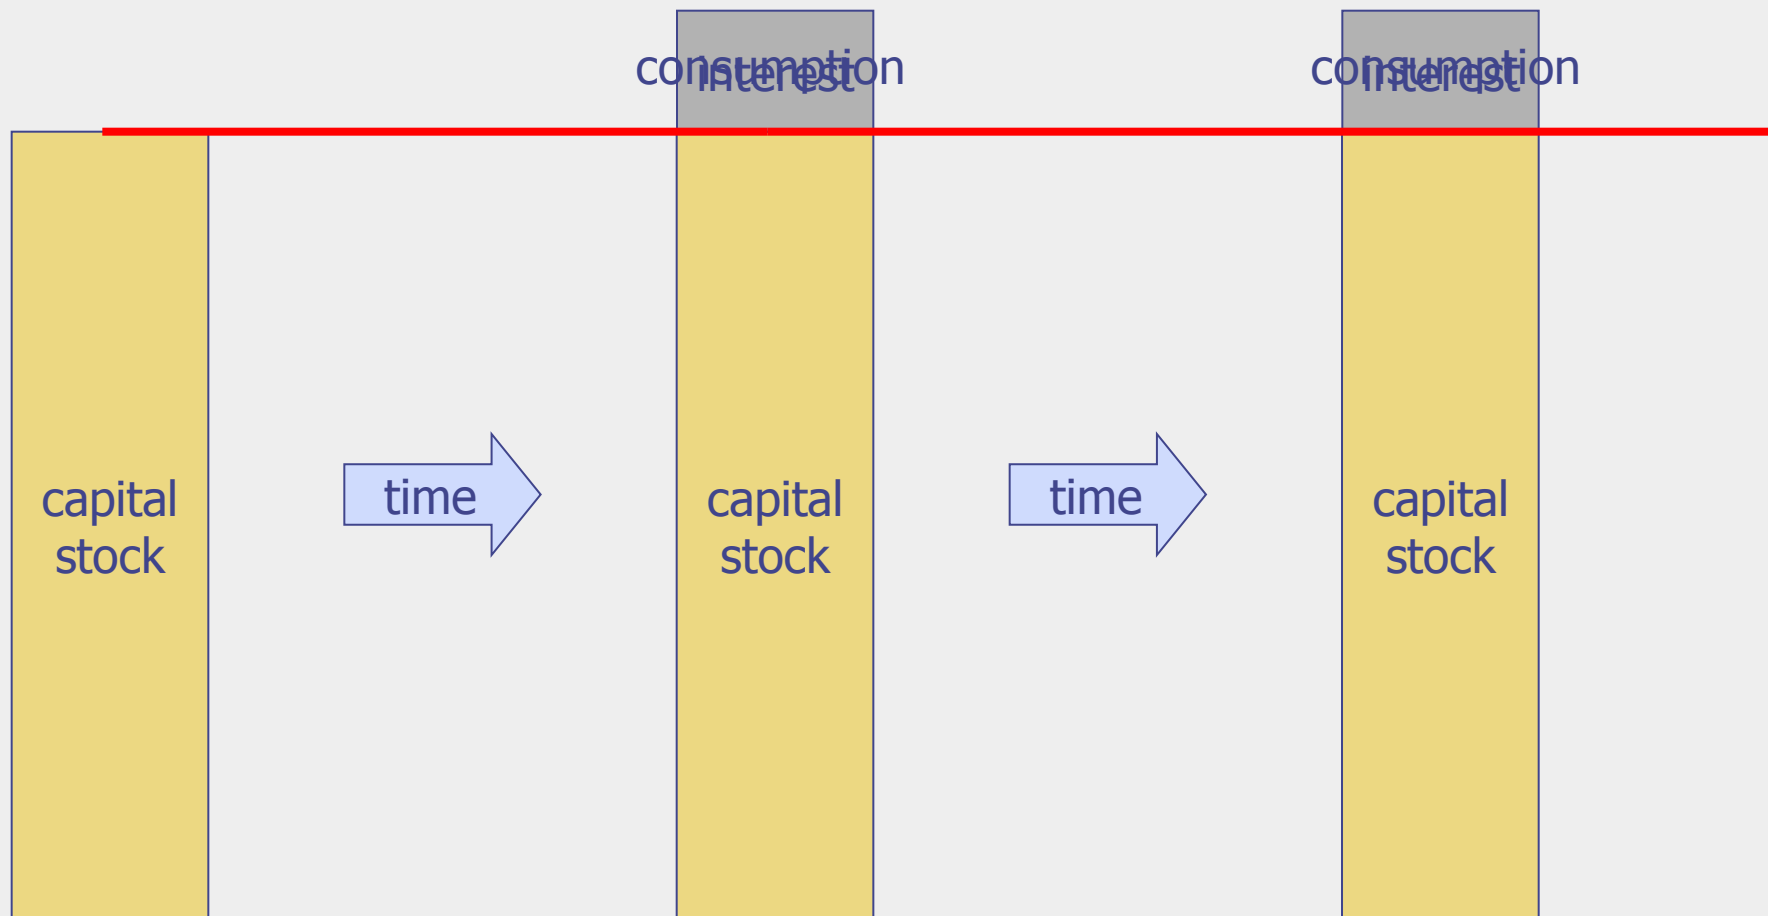 consumption
interest
consumption
interest
capital
stock
time
capital
stock
time
capital
stock